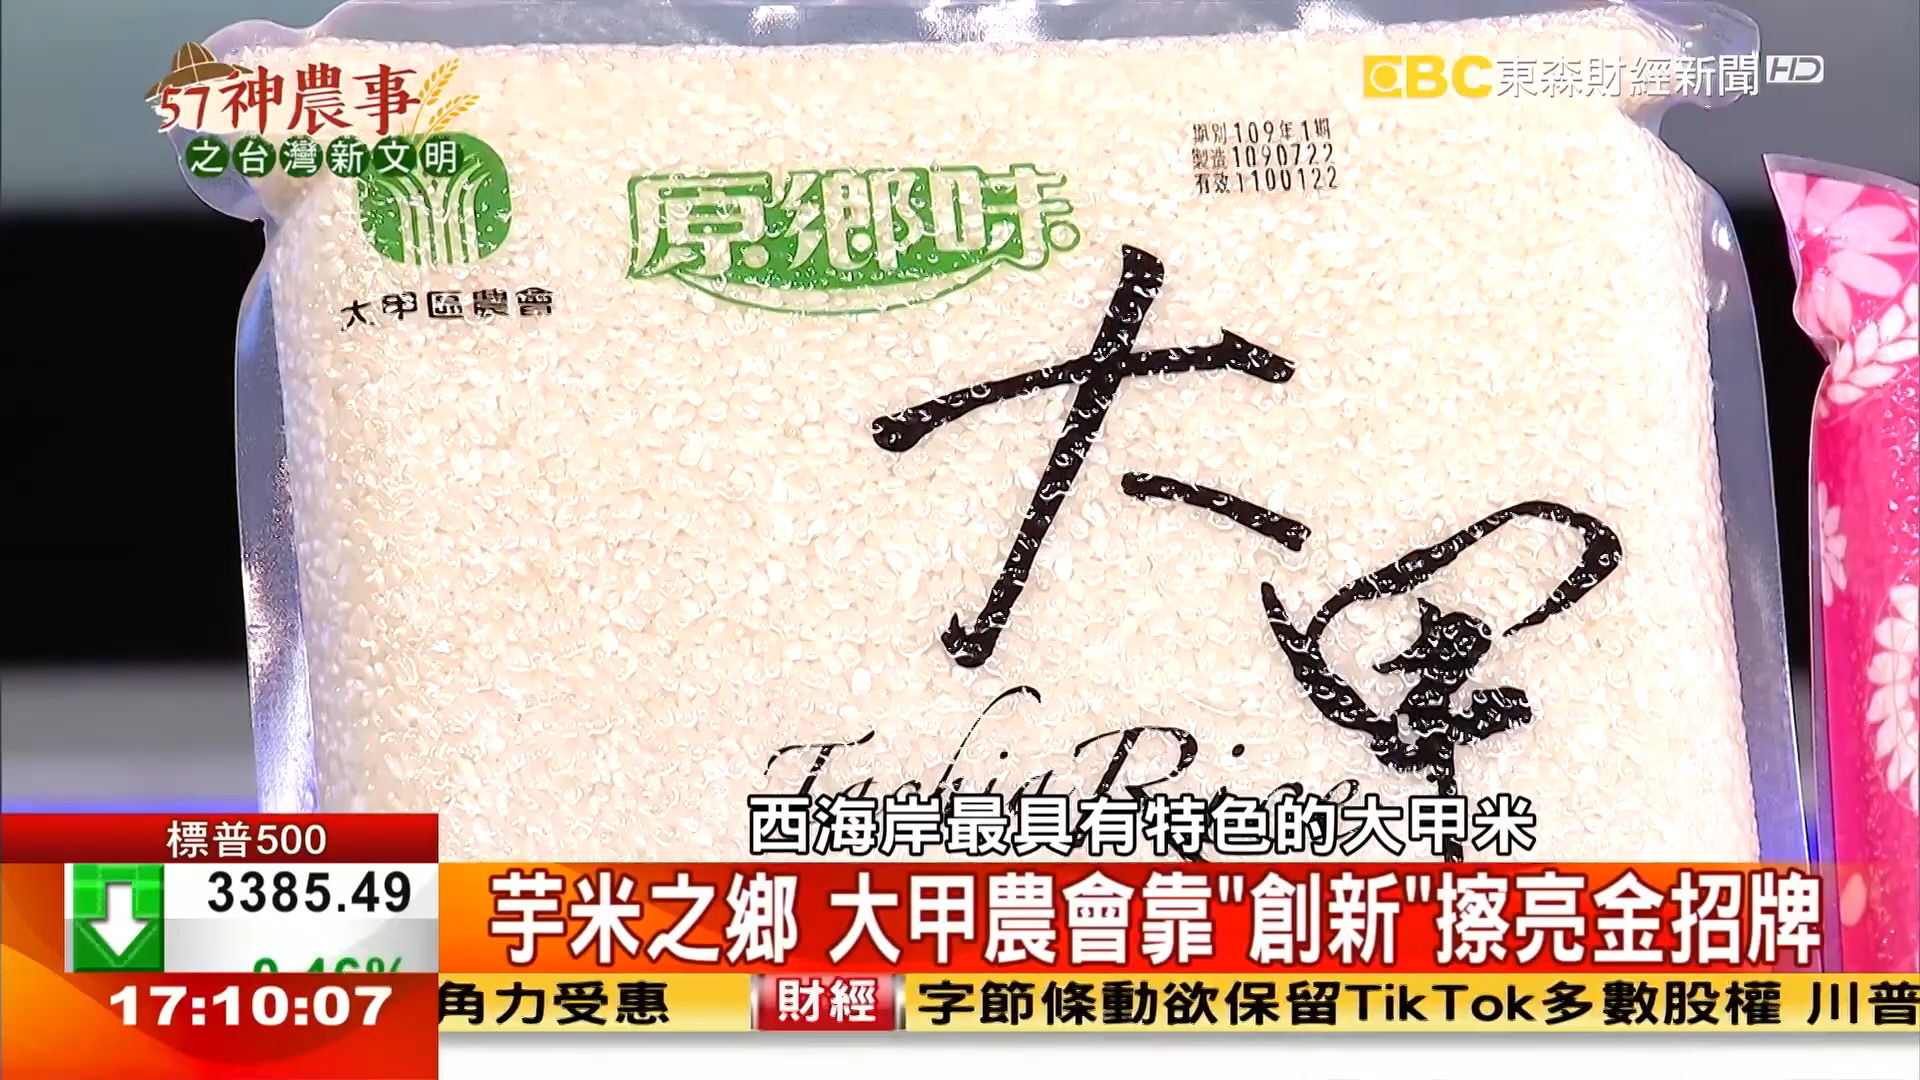 57神農事
之台灣新文明
EBC東森財經新聞HD
期別109年1期
製造1090722
有效1100122
原鄉味
大甲區農會
大甲
Tachia Rice
西海岸最具有特色的大甲米
標普500
3385.49
0.46%
芋米之鄉 大甲農會靠"創新"擦亮金招牌
17:10:07
角力受惠
財經
字節條動欲保留TikTok多數股權 川普